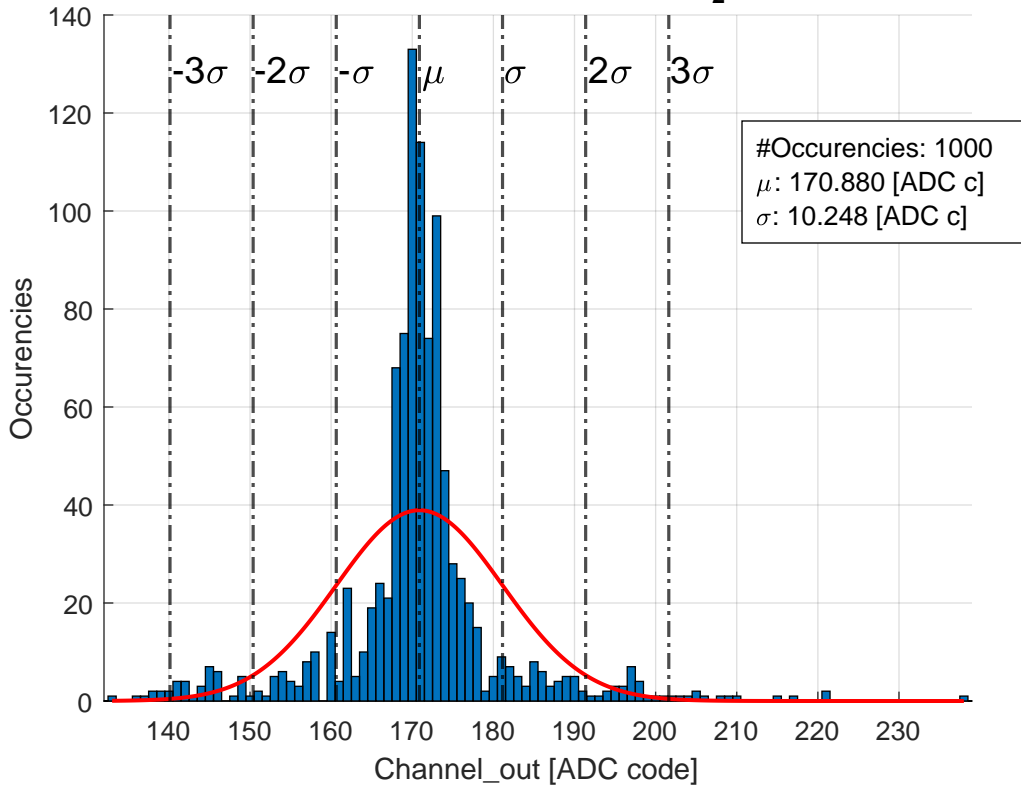 2
140
120
100
80
60
40
20
0
-3σ -2σ -σ μ σ 2σ 3σ
#Occurencies: 1000
μ: 170.880 [ADC c]
σ: 10.248 [ADC c]
Occurencies
140 150 160 170 180 190 200 210 220 230
Channel_out [ADC code]